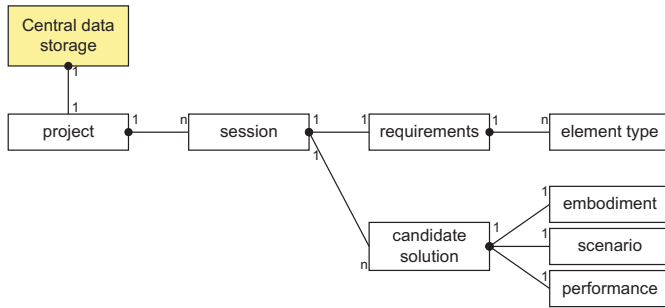 Central data
storage
1
1
project
1
n
session
1
1
requirements
1
n
element type
1
n
candidate
solution
1
1
embodiment
1
scenario
1
performance